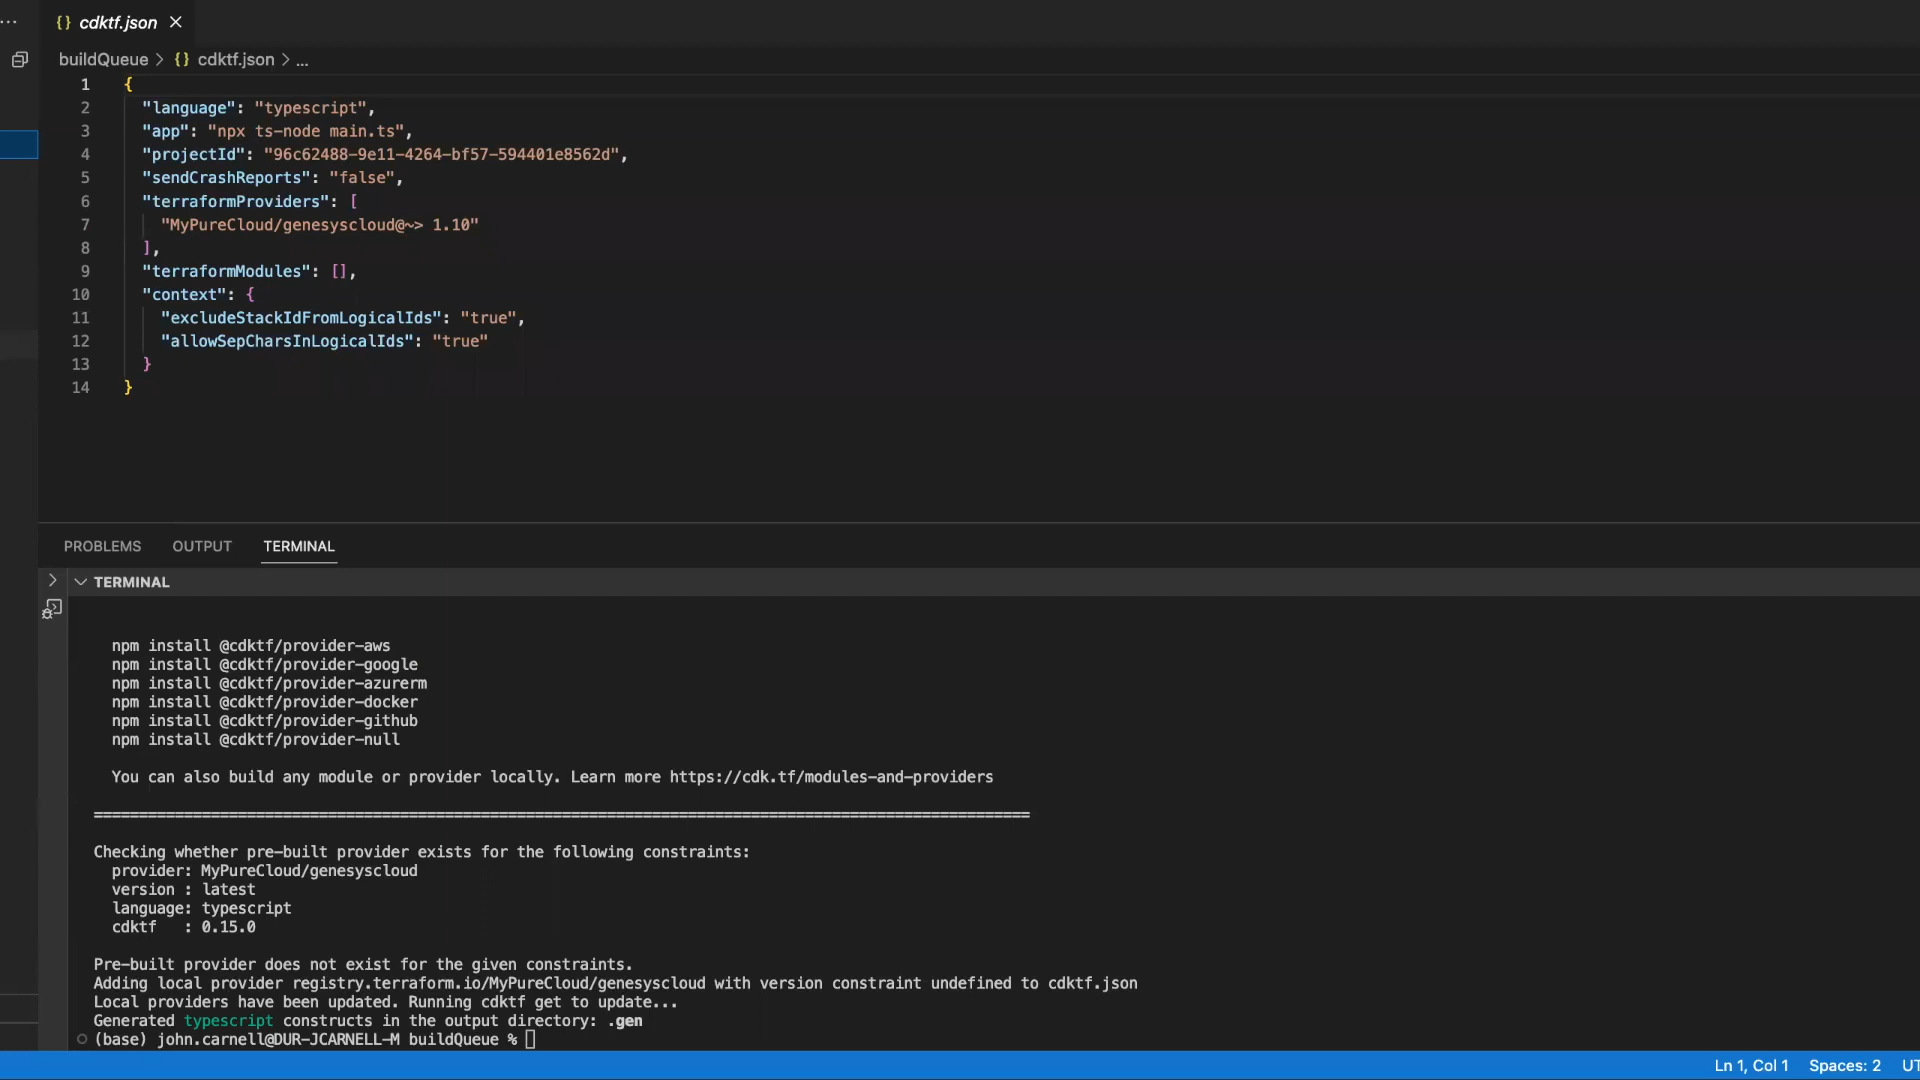 {} cdktf.json ×
buildQueue > {} cdktf.json > ...
1 {
2 "language": "typescript",
3 "app": "npx ts-node main.ts",
4 "projectId": "96c62488-9e11-4264-bf57-594401e8562d",
5 "sendCrashReports": "false",
6 "terraformProviders": [
7 "MyPureCloud/genesyscloud@~> 1.10"
8 ],
9 "terraformModules": [],
10 "context": {
11 "excludeStackIdFromLogicalIds": "true",
12 "allowSepCharsInLogicalIds": "true"
13 }
14 }
PROBLEMS OUTPUT TERMINAL
TERMINAL
npm install @cdktf/provider-aws
npm install @cdktf/provider-google
npm install @cdktf/provider-azurerm
npm install @cdktf/provider-docker
npm install @cdktf/provider-github
npm install @cdktf/provider-null
You can also build any module or provider locally. Learn more https://cdk.tf/modules-and-providers
========================================================================================================
Checking whether pre-built provider exists for the following constraints:
provider: MyPureCloud/genesyscloud
version : latest
language: typescript
cdktf : 0.15.0
Pre-built provider does not exist for the given constraints.
Adding local provider registry.terraform.io/MyPureCloud/genesyscloud with version constraint undefined to cdktf.json
Local providers have been updated. Running cdktf get to update...
Generated typescript constructs in the output directory: .gen
(base) john.carnell@DUR-JCARNELL-M buildQueue %
Ln 1, Col 1 Spaces: 2